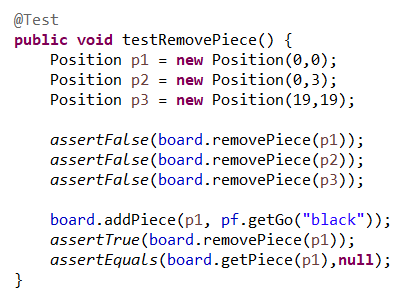 @Test
public void testRemovePiece() {
    Position p1 = new Position(0,0);
    Position p2 = new Position(0,3);
    Position p3 = new Position(19,19);

    assertFalse(board.removePiece(p1));
    assertFalse(board.removePiece(p2));
    assertFalse(board.removePiece(p3));

    board.addPiece(p1, pf.getGo("black"));
    assertTrue(board.removePiece(p1));
    assertEquals(board.getPiece(p1),null);
}